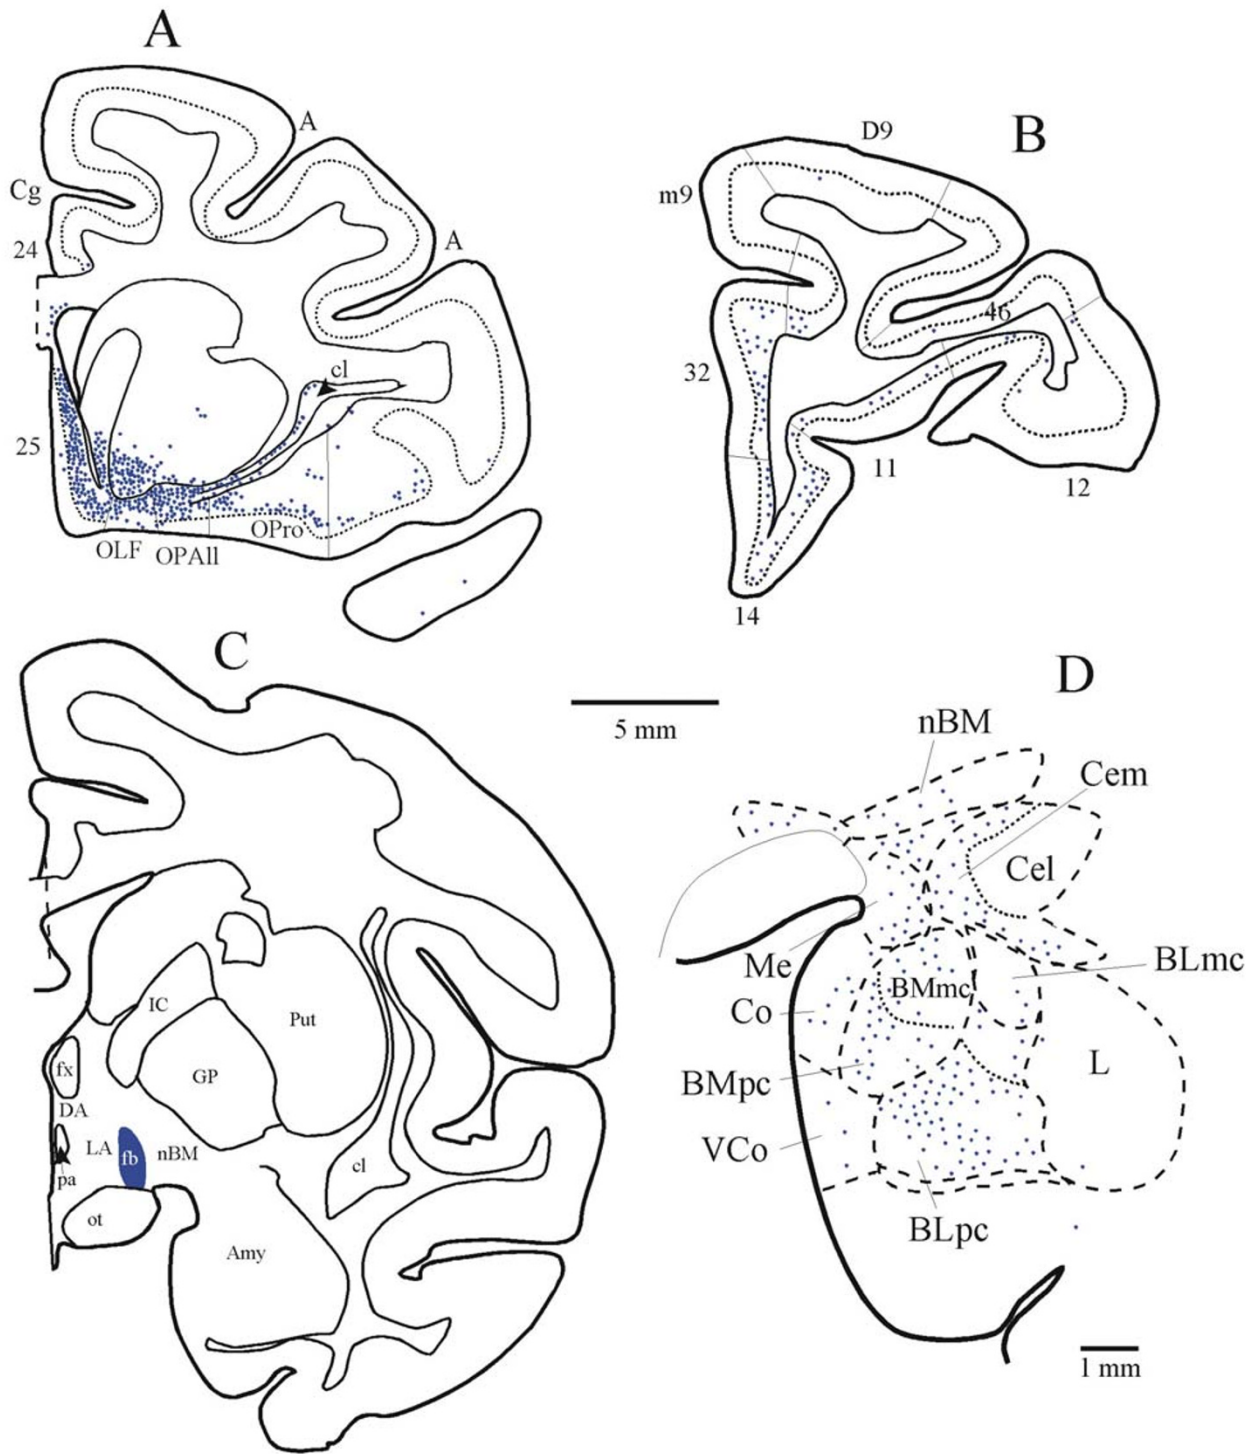 A
A
Cg
24
A
cl
25
OPro
OLF
OPAll
B
D9
m9
46
32
11
12
14
C
5 mm
IC
Put
fx
GP
DA
LA
fb
nBM
pa
cl
ot
Amy
D
nBM
Cem
Cel
Me
BLmc
BMmc
Co
L
BMpc
VCo
BLpc
1 mm